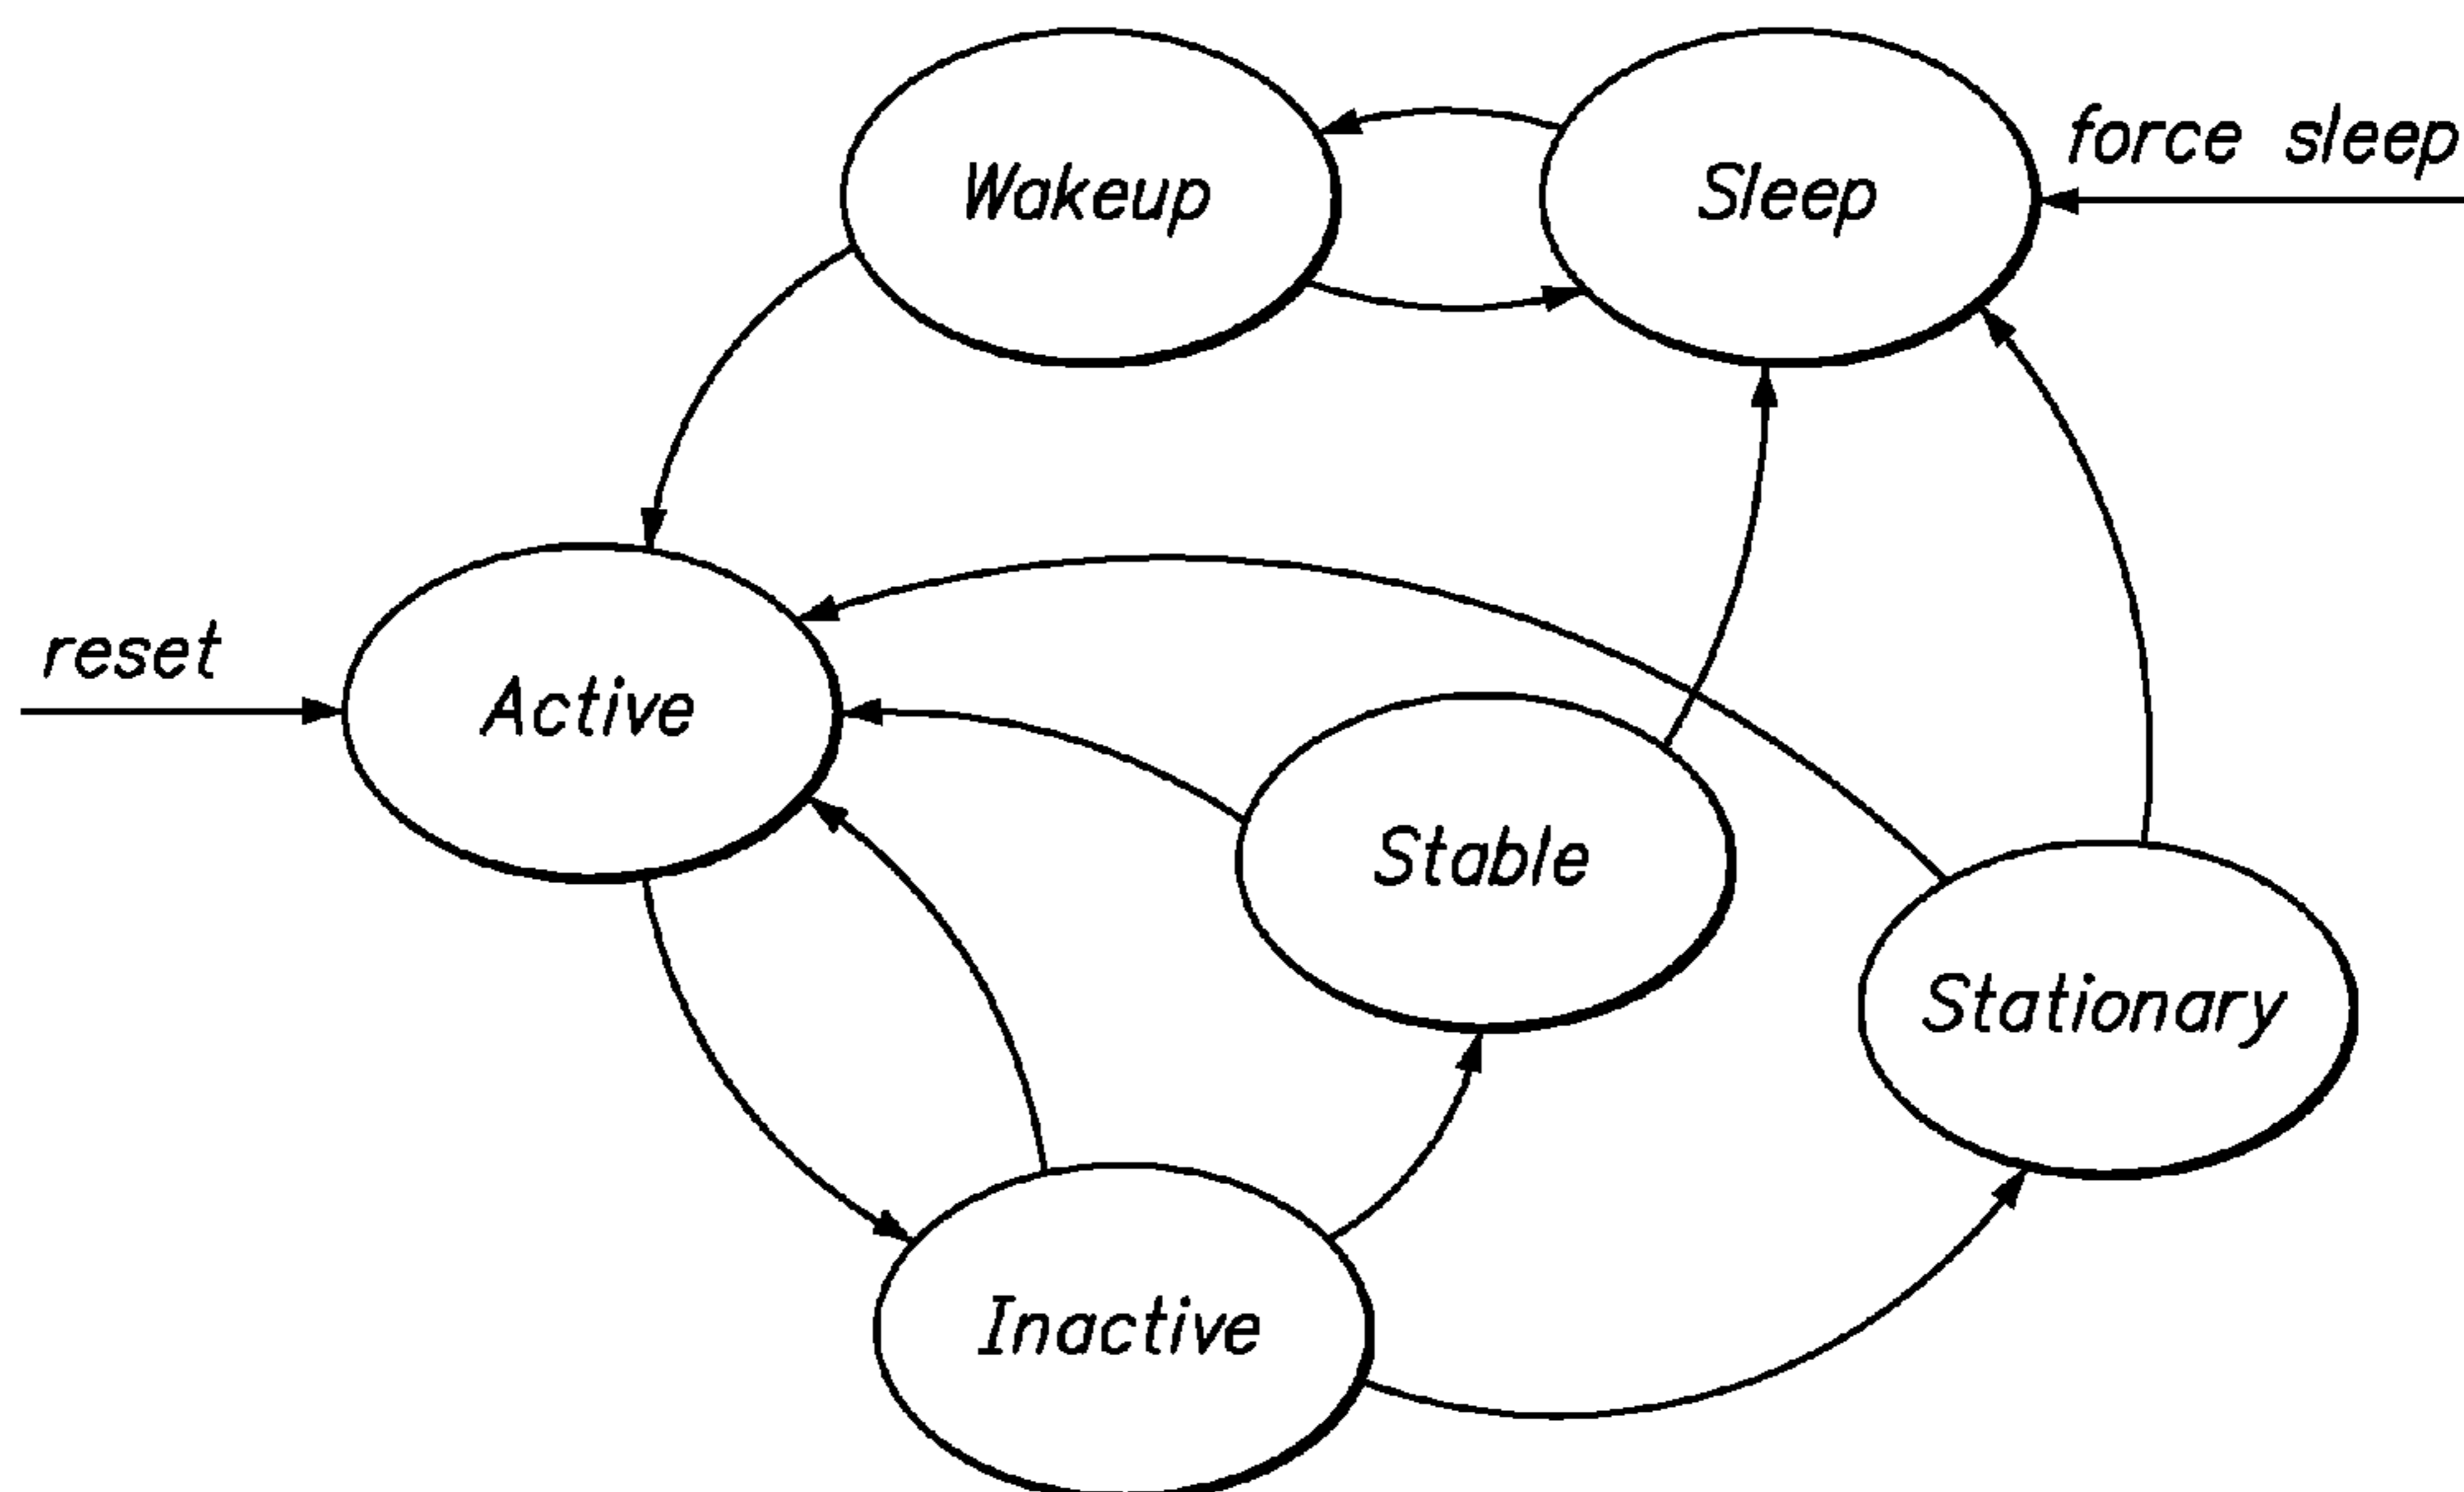 Wakeup
Sleep
force sleep
reset
Active
Stable
Stationary
Inactive